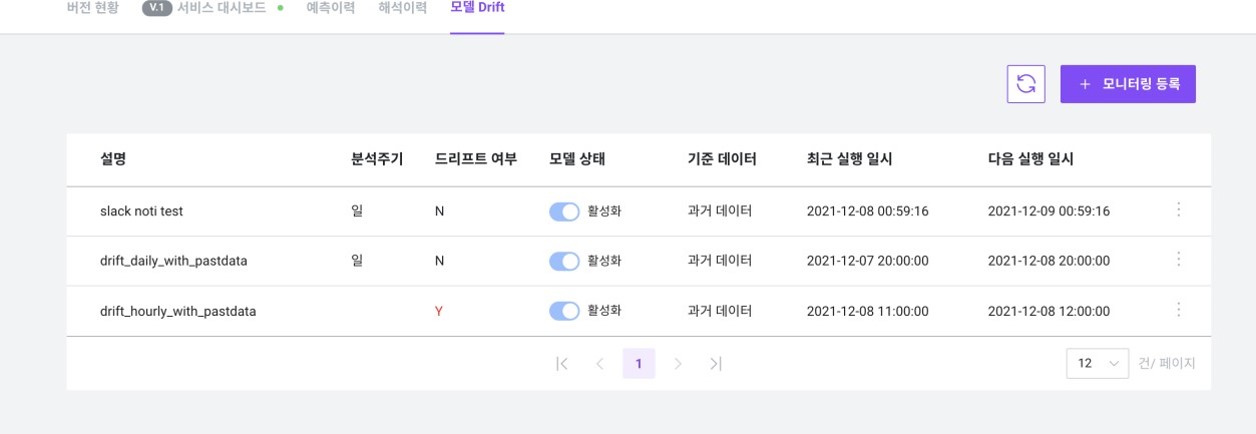 버전 현황 V.1 서비스 대시보드 예측이력 해석이력 모델 Drift
+ 모니터링 등록
설명 분석주기 드리프트 여부 모델 상태 기준 데이터 최근 실행 일시 다음 실행 일시
slack noti test 일 N 활성화 과거 데이터 2021-12-08 00:59:16 2021-12-09 00:59:16
drift_daily_with_pastdata 일 N 활성화 과거 데이터 2021-12-07 20:00:00 2021-12-08 20:00:00
drift_hourly_with_pastdata Y 활성화 과거 데이터 2021-12-08 11:00:00 2021-12-08 12:00:00
1 12 건/ 페이지